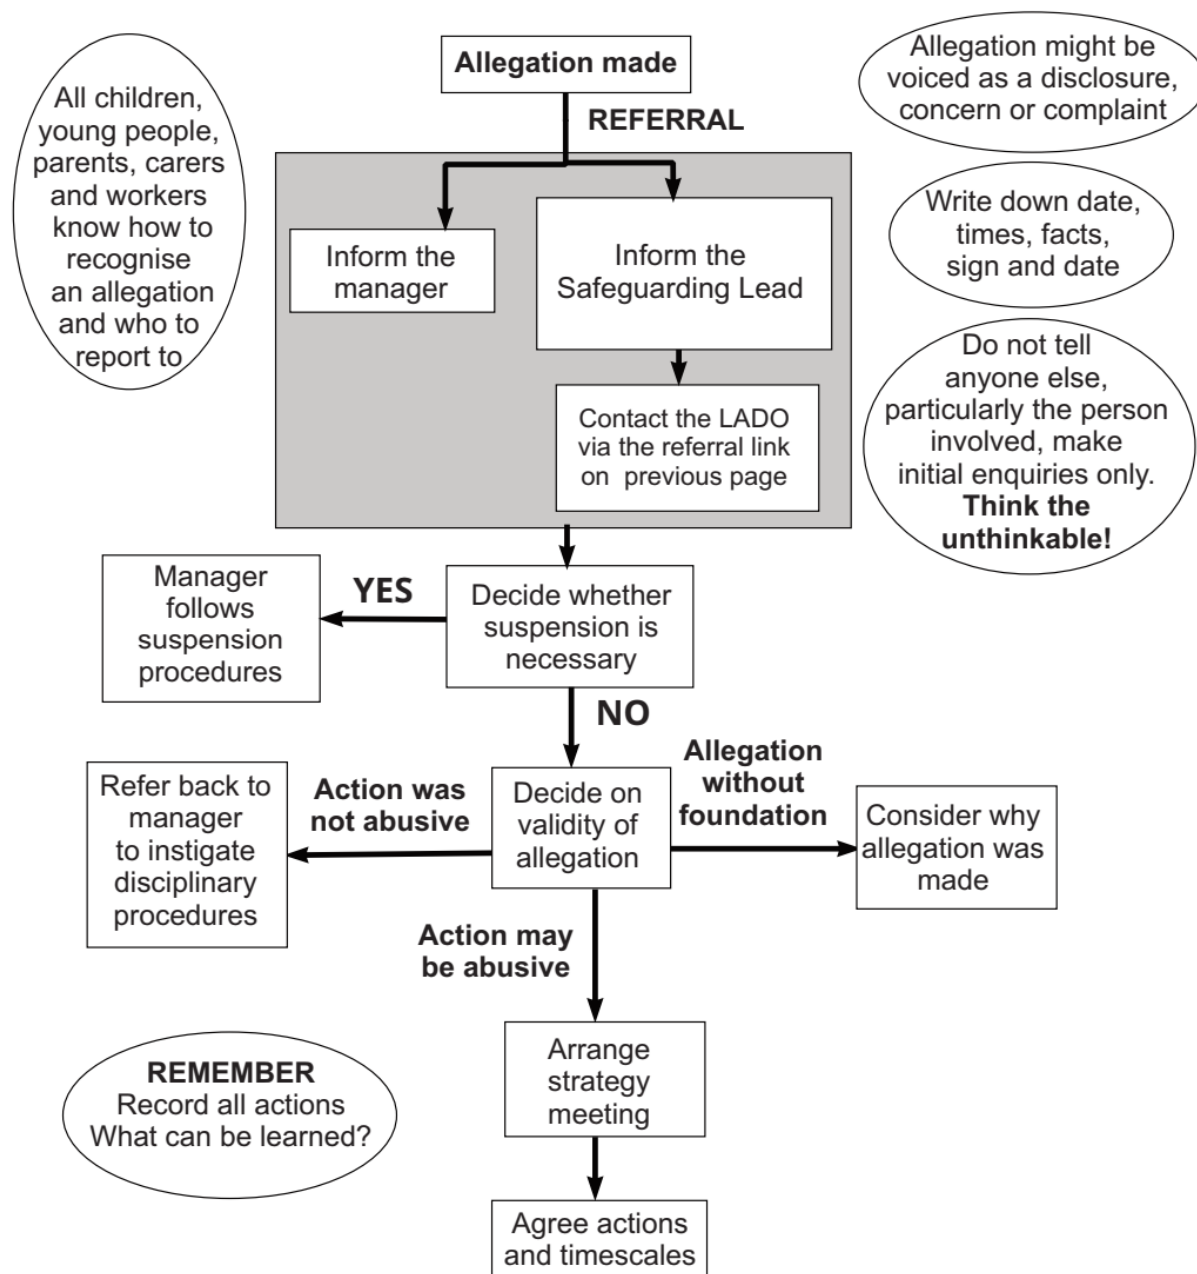 Allegation made
REFERRAL
All children,
young people,
parents, carers
and workers
know how to
recognise
an allegation
and who to
report to
Allegation might be
voiced as a disclosure,
concern or complaint
Write down date,
times, facts,
sign and date
Do not tell
anyone else,
particularly the person
involved, make
initial enquiries only.
Think the
unthinkable!
Inform the
manager
Inform the
Safeguarding Lead
Contact the LADO
via the referral link
on previous page
Decide whether
suspension is
necessary
YES
Manager
follows
suspension
procedures
NO
Decide on
validity of
allegation
Action was
not abusive
Refer back to
manager
to instigate
disciplinary
procedures
Allegation
without
foundation
Consider why
allegation was
made
Action may
be abusive
Arrange
strategy
meeting
Agree actions
and timescales
REMEMBER
Record all actions
What can be learned?